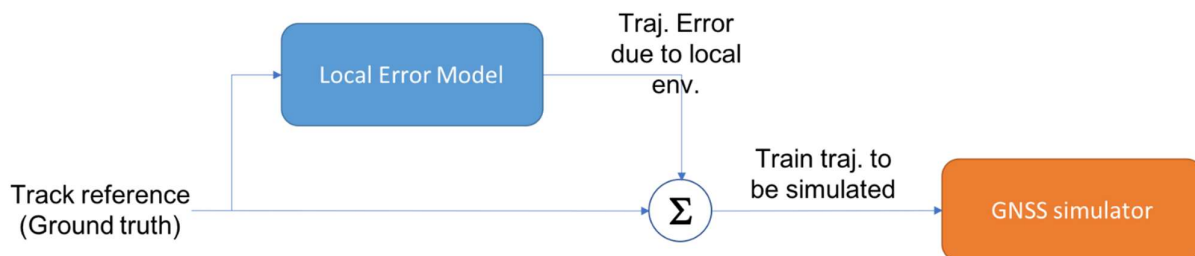 Local Error Model
Traj. Error
due to local
env.
Track reference
(Ground truth)
Σ
Train traj. to
be simulated
GNSS simulator